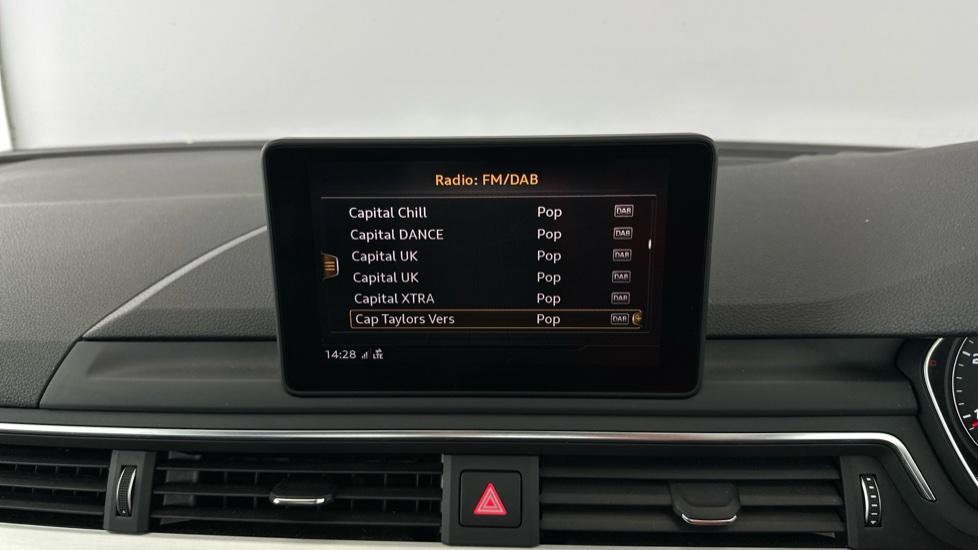 Radio: FM/DAB
Capital Chill Pop DAB
Capital DANCE Pop DAB
Capital UK Pop DAB
Capital UK Pop DAB
Capital XTRA Pop DAB
Cap Taylors Vers Pop DAB
14:28 LTE